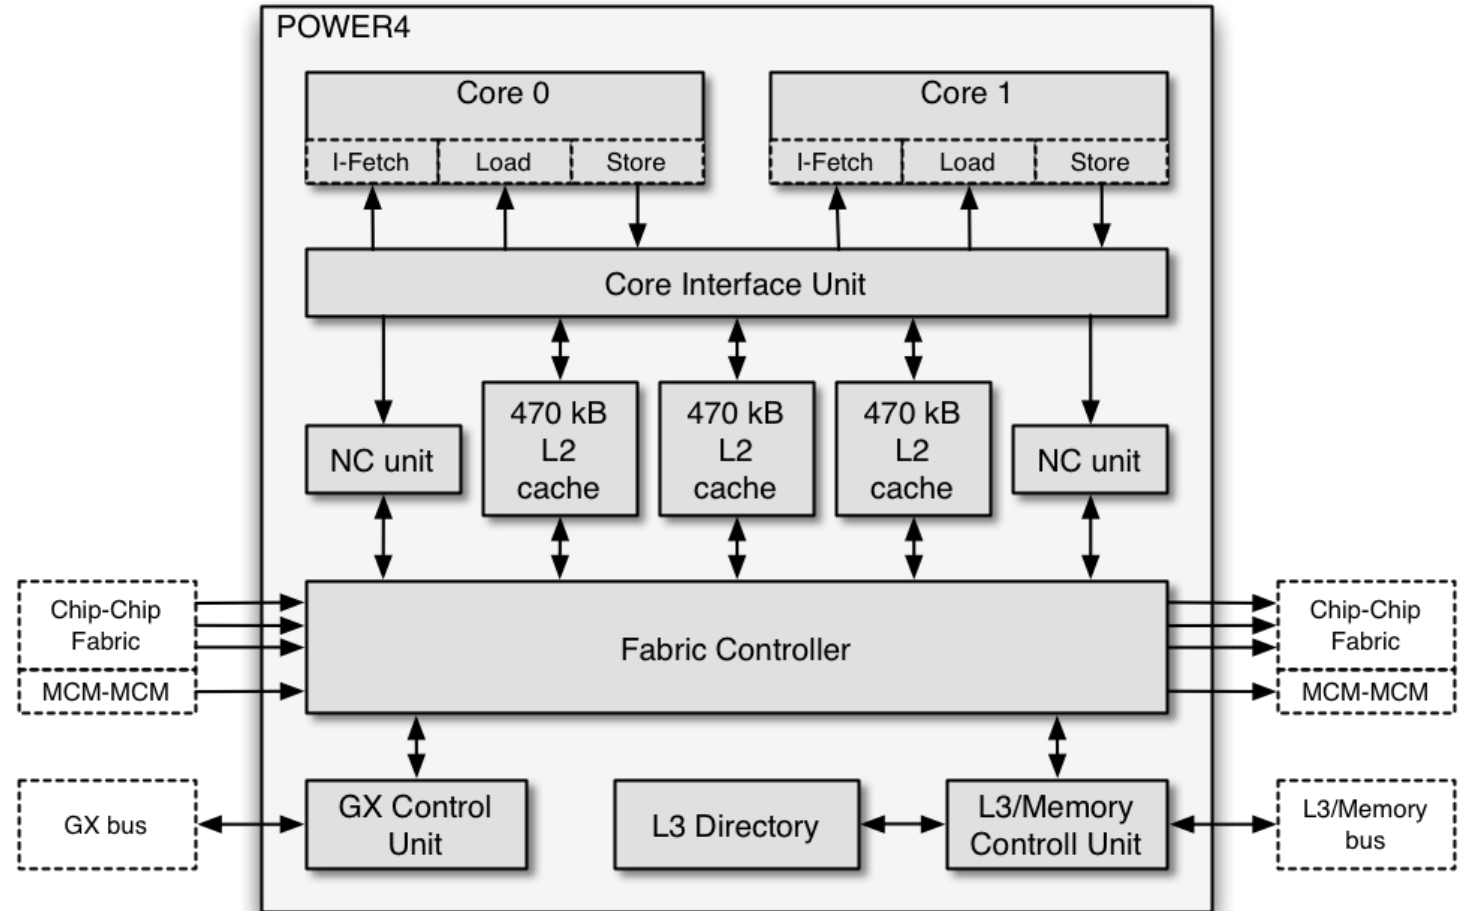 POWER4
Core 0
Core 1
I-Fetch
Load
Store
I-Fetch
Load
Store
Core Interface Unit
470 kB
L2
cache
470 kB
L2
cache
470 kB
L2
cache
NC unit
NC unit
Chip-Chip
Fabric
MCM-MCM
Fabric Controller
Chip-Chip
Fabric
MCM-MCM
GX bus
GX Control
Unit
L3 Directory
L3/Memory
Controll Unit
L3/Memory
bus